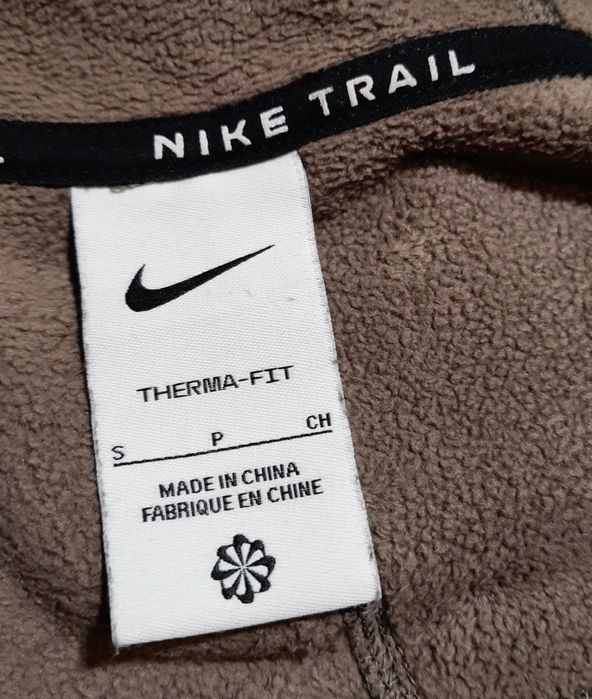 NIKE TRAIL
THERMA-FIT
S P CH
MADE IN CHINA
FABRIQUE EN CHINE